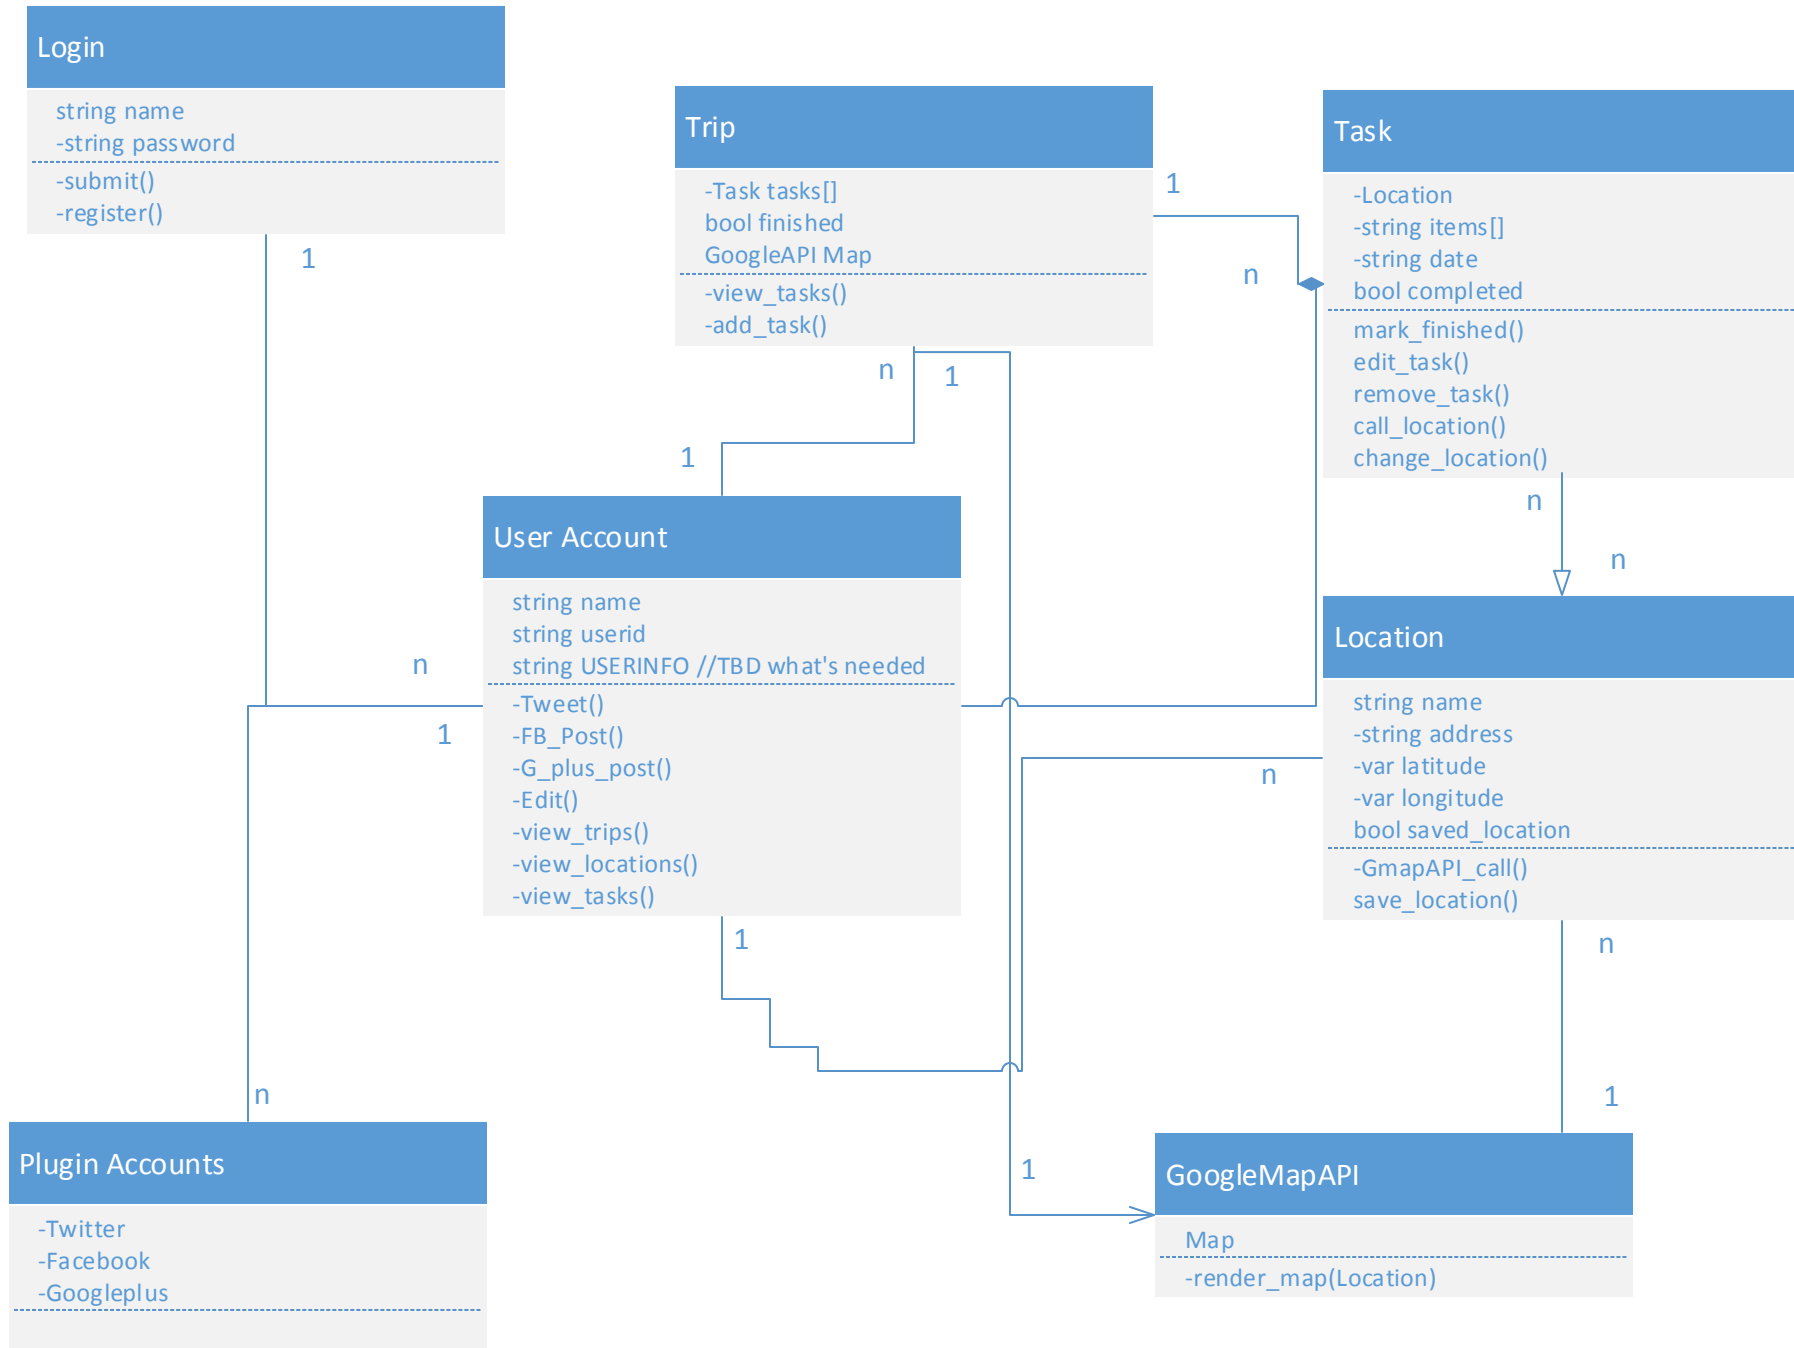 Login
string name
-string password
-submit()
-register()
1
Trip
-Task tasks[]
bool finished
GoogleAPI Map
-view_tasks()
-add_task()
1
n
n
1
1
Task
-Location
-string items[]
-string date
bool completed
mark_finished()
edit_task()
remove_task()
call_location()
change_location()
n
n
User Account
string name
string userid
string USERINFO //TBD what's needed
-Tweet()
-FB_Post()
-G_plus_post()
-Edit()
-view_trips()
-view_locations()
-view_tasks()
n
1
1
Location
string name
-string address
-var latitude
-var longitude
bool saved_location
-GmapAPI_call()
save_location()
n
n
1
n
Plugin Accounts
-Twitter
-Facebook
-Googleplus
1
GoogleMapAPI
Map
-render_map(Location)